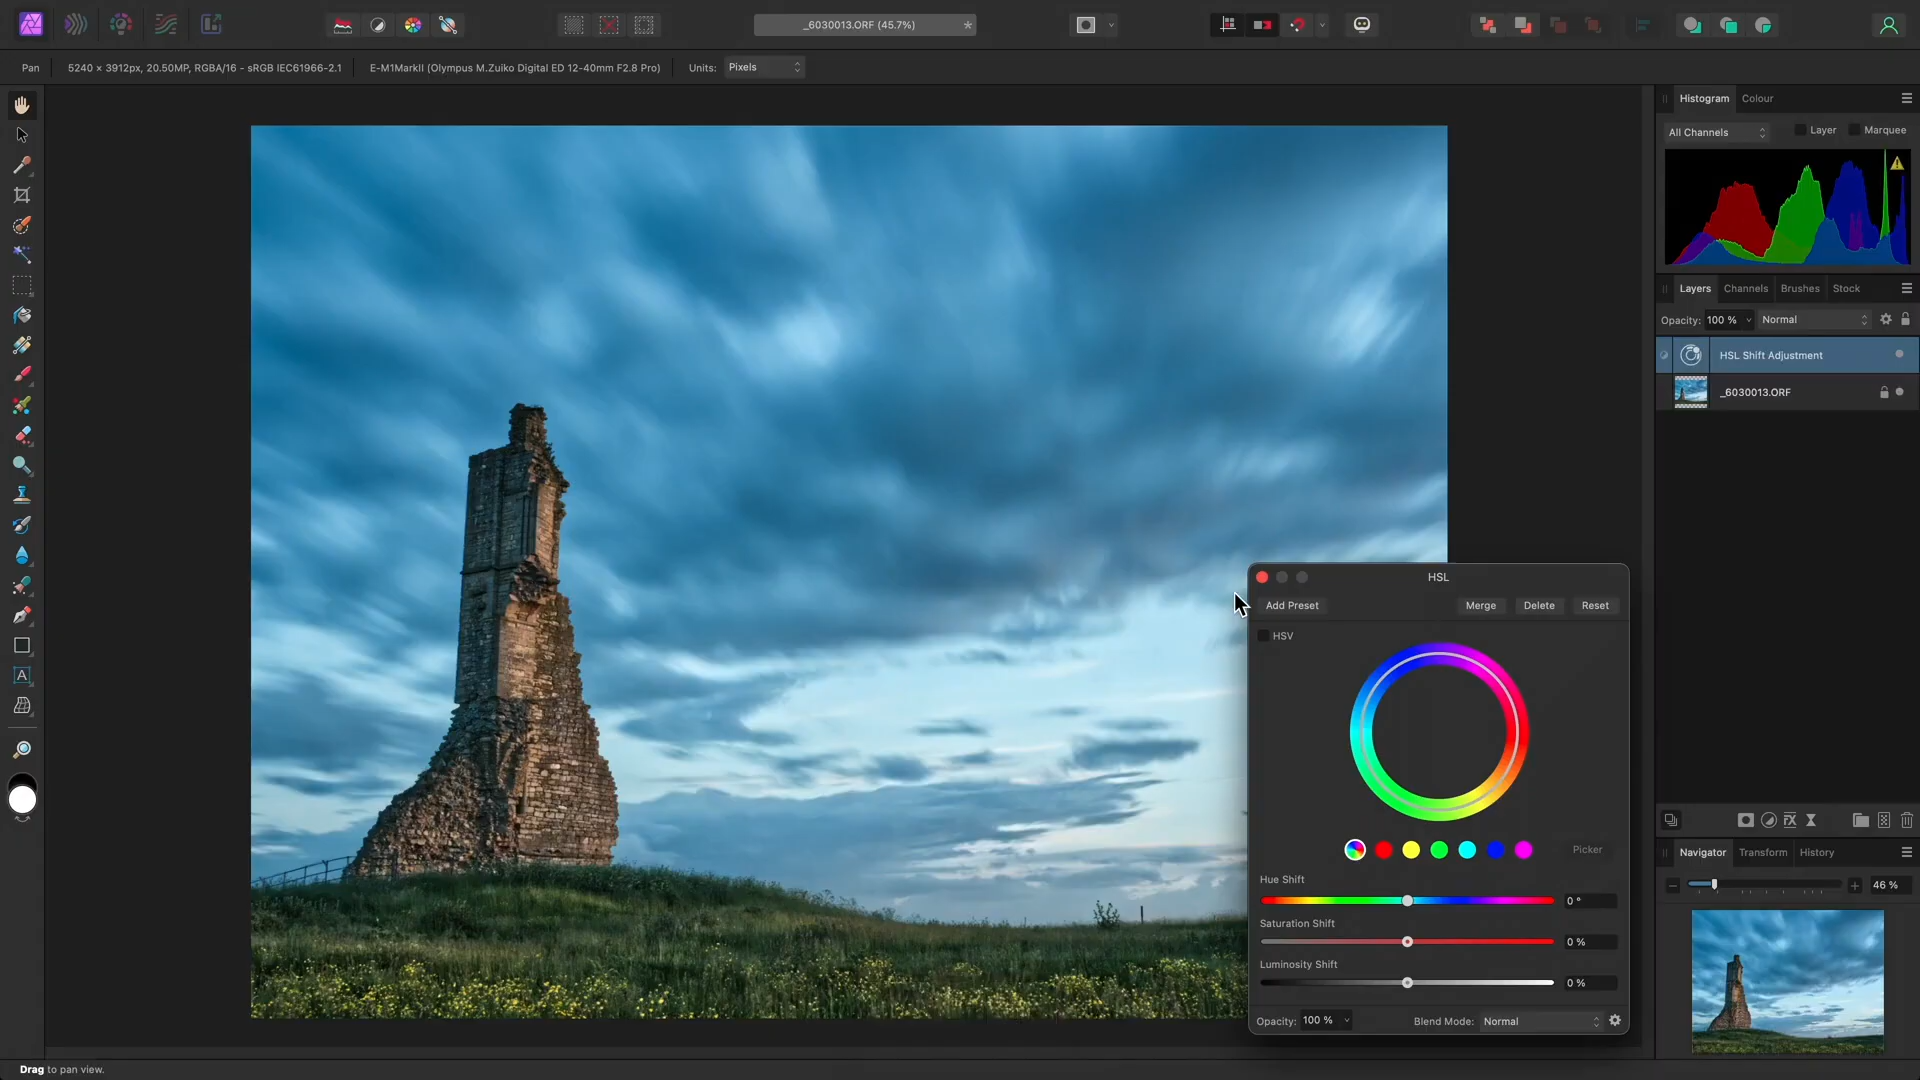 _6030013.ORF (45.7%)
Pan
5240 × 3912px, 20.50MP, RGBA/16 - sRGB IEC61966-2.1
E-M1MarkII (Olympus M.Zuiko Digital ED 12-40mm F2.8 Pro)
Units:
Pixels
Histogram
Colour
All Channels
Layer
Marquee
Layers
Channels
Brushes
Stock
Opacity:
100 %
Normal
HSL Shift Adjustment
_6030013.ORF
HSL
Add Preset
Merge
Delete
Reset
HSV
Picker
Hue Shift
0 °
Saturation Shift
0 %
Luminosity Shift
0 %
Opacity:
100 %
Blend Mode:
Normal
Navigator
Transform
History
46 %
Drag to pan view.